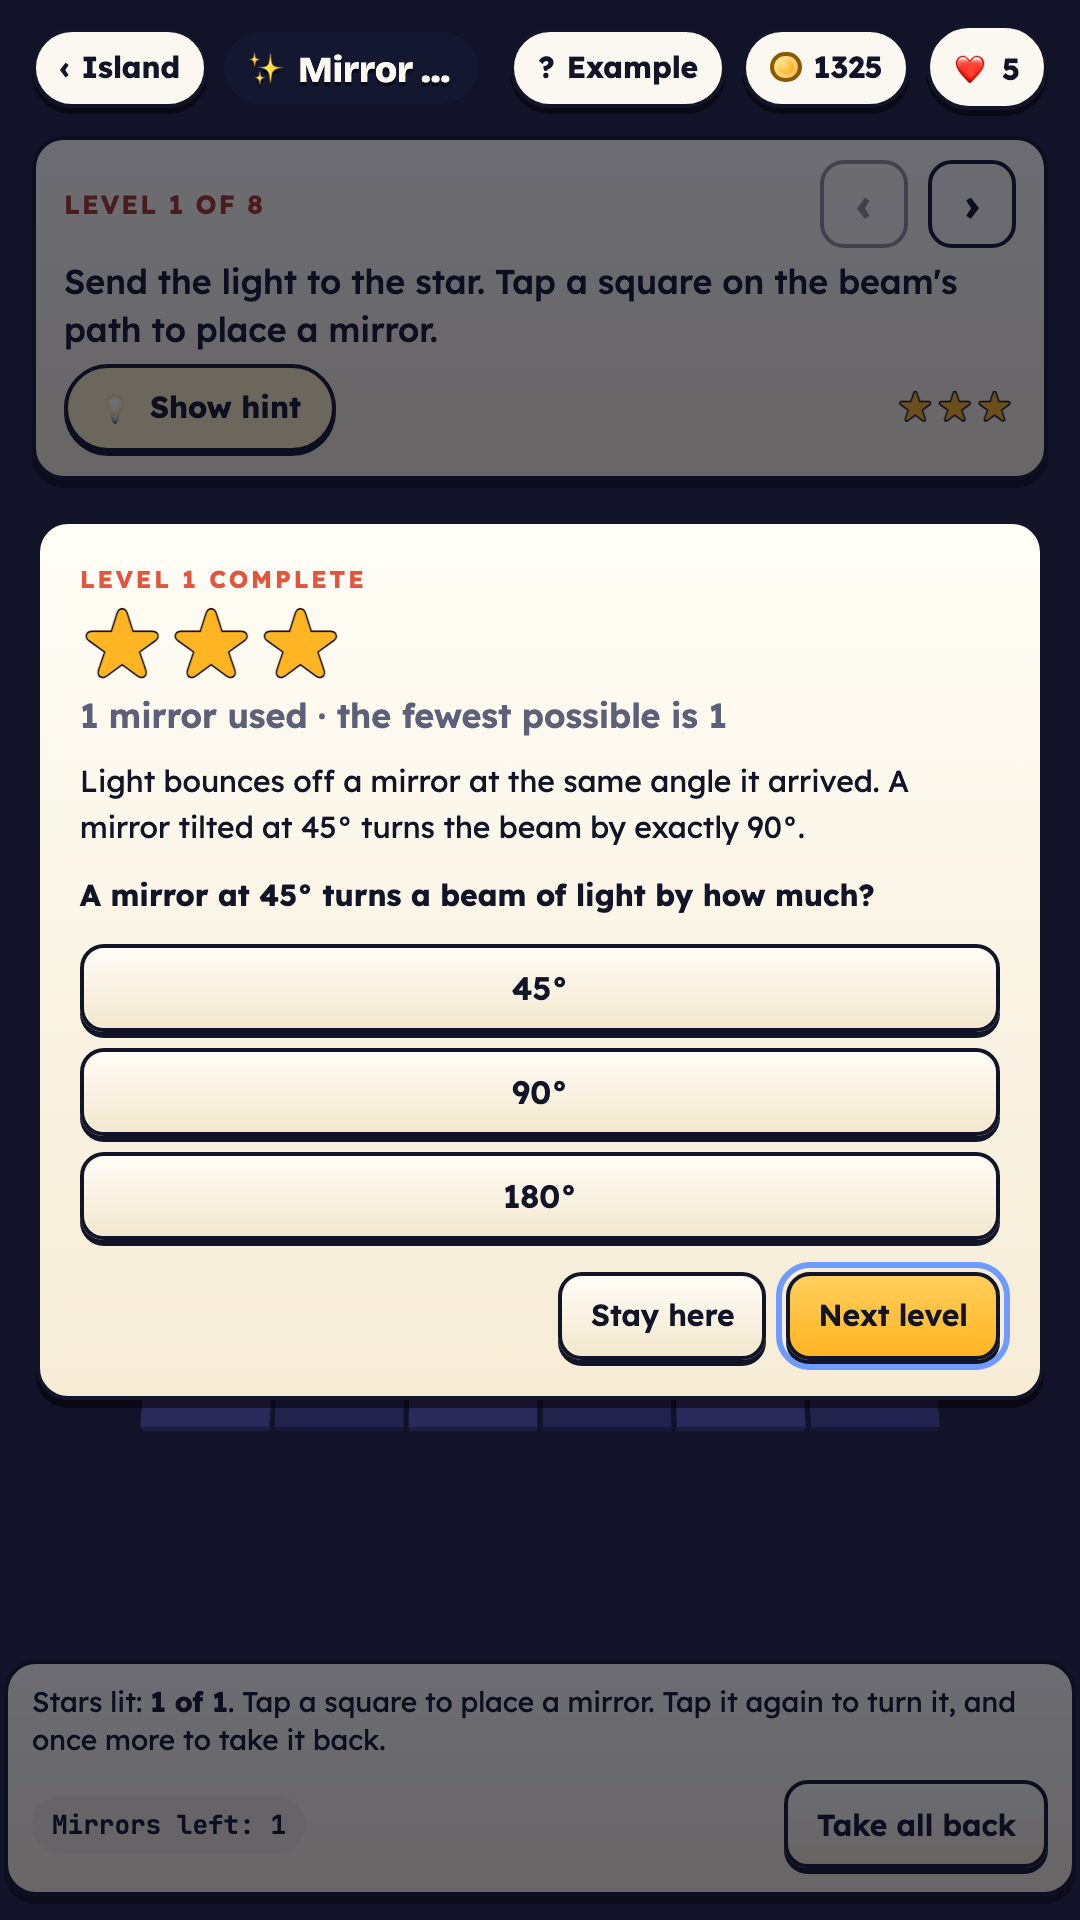 ‹ Island
✨ Mirror ...
? Example
1325
❤️ 5
LEVEL 1 OF 8
‹
›
Send the light to the star. Tap a square on the beam's
path to place a mirror.
💡 Show hint
LEVEL 1 COMPLETE
1 mirror used · the fewest possible is 1
Light bounces off a mirror at the same angle it arrived. A
mirror tilted at 45° turns the beam by exactly 90°.
A mirror at 45° turns a beam of light by how much?
45°
90°
180°
Stay here
Next level
Stars lit: 1 of 1. Tap a square to place a mirror. Tap it again to turn it, and
once more to take it back.
Mirrors left: 1
Take all back